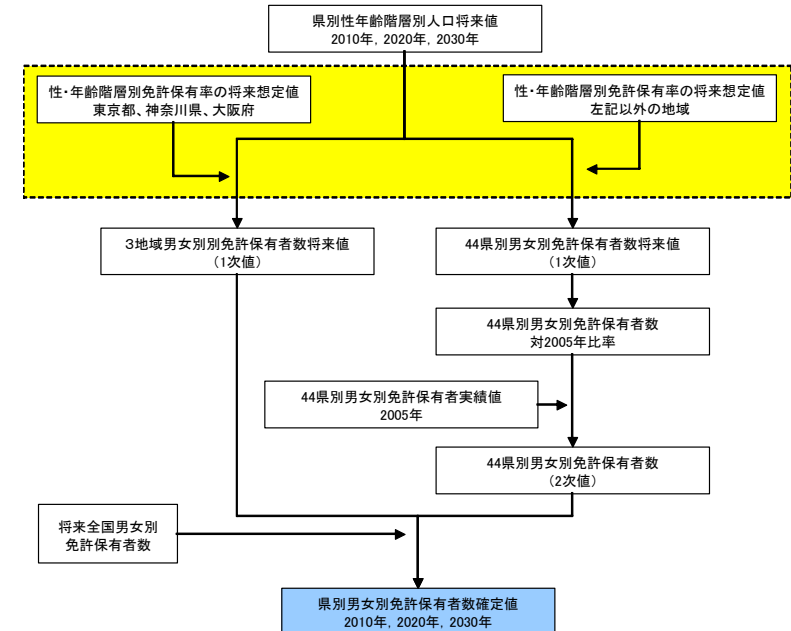 県別性年齢階層別人口将来値
2010年, 2020年, 2030年
性・年齢階層別免許保有率の将来想定値
東京都、神奈川県、大阪府
性・年齢階層別免許保有率の将来想定値
左記以外の地域
3地域男女別別免許保有者数将来値
(1次値)
44県別男女別免許保有者数将来値
(1次値)
44県別男女別免許保有者数
対2005年比率
44県別男女別免許保有者実績値
2005年
44県別男女別免許保有者数
(2次値)
将来全国男女別
免許保有者数
県別男女別免許保有者数確定値
2010年, 2020年, 2030年